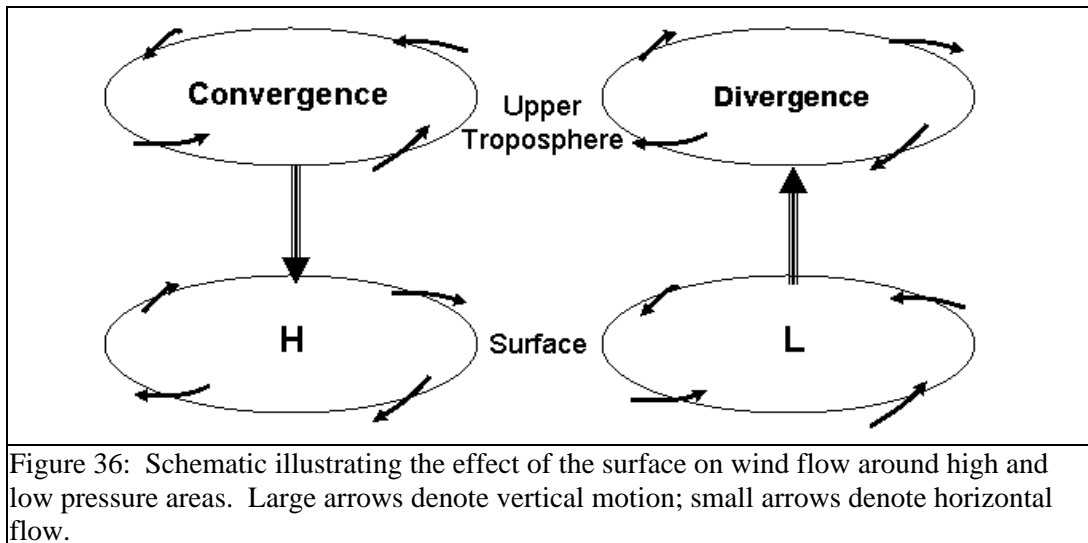 Convergence
Upper
Troposphere
Divergence
H
Surface
L
Figure 36:  Schematic illustrating the effect of the surface on wind flow around high and
low pressure areas.  Large arrows denote vertical motion; small arrows denote horizontal
flow.